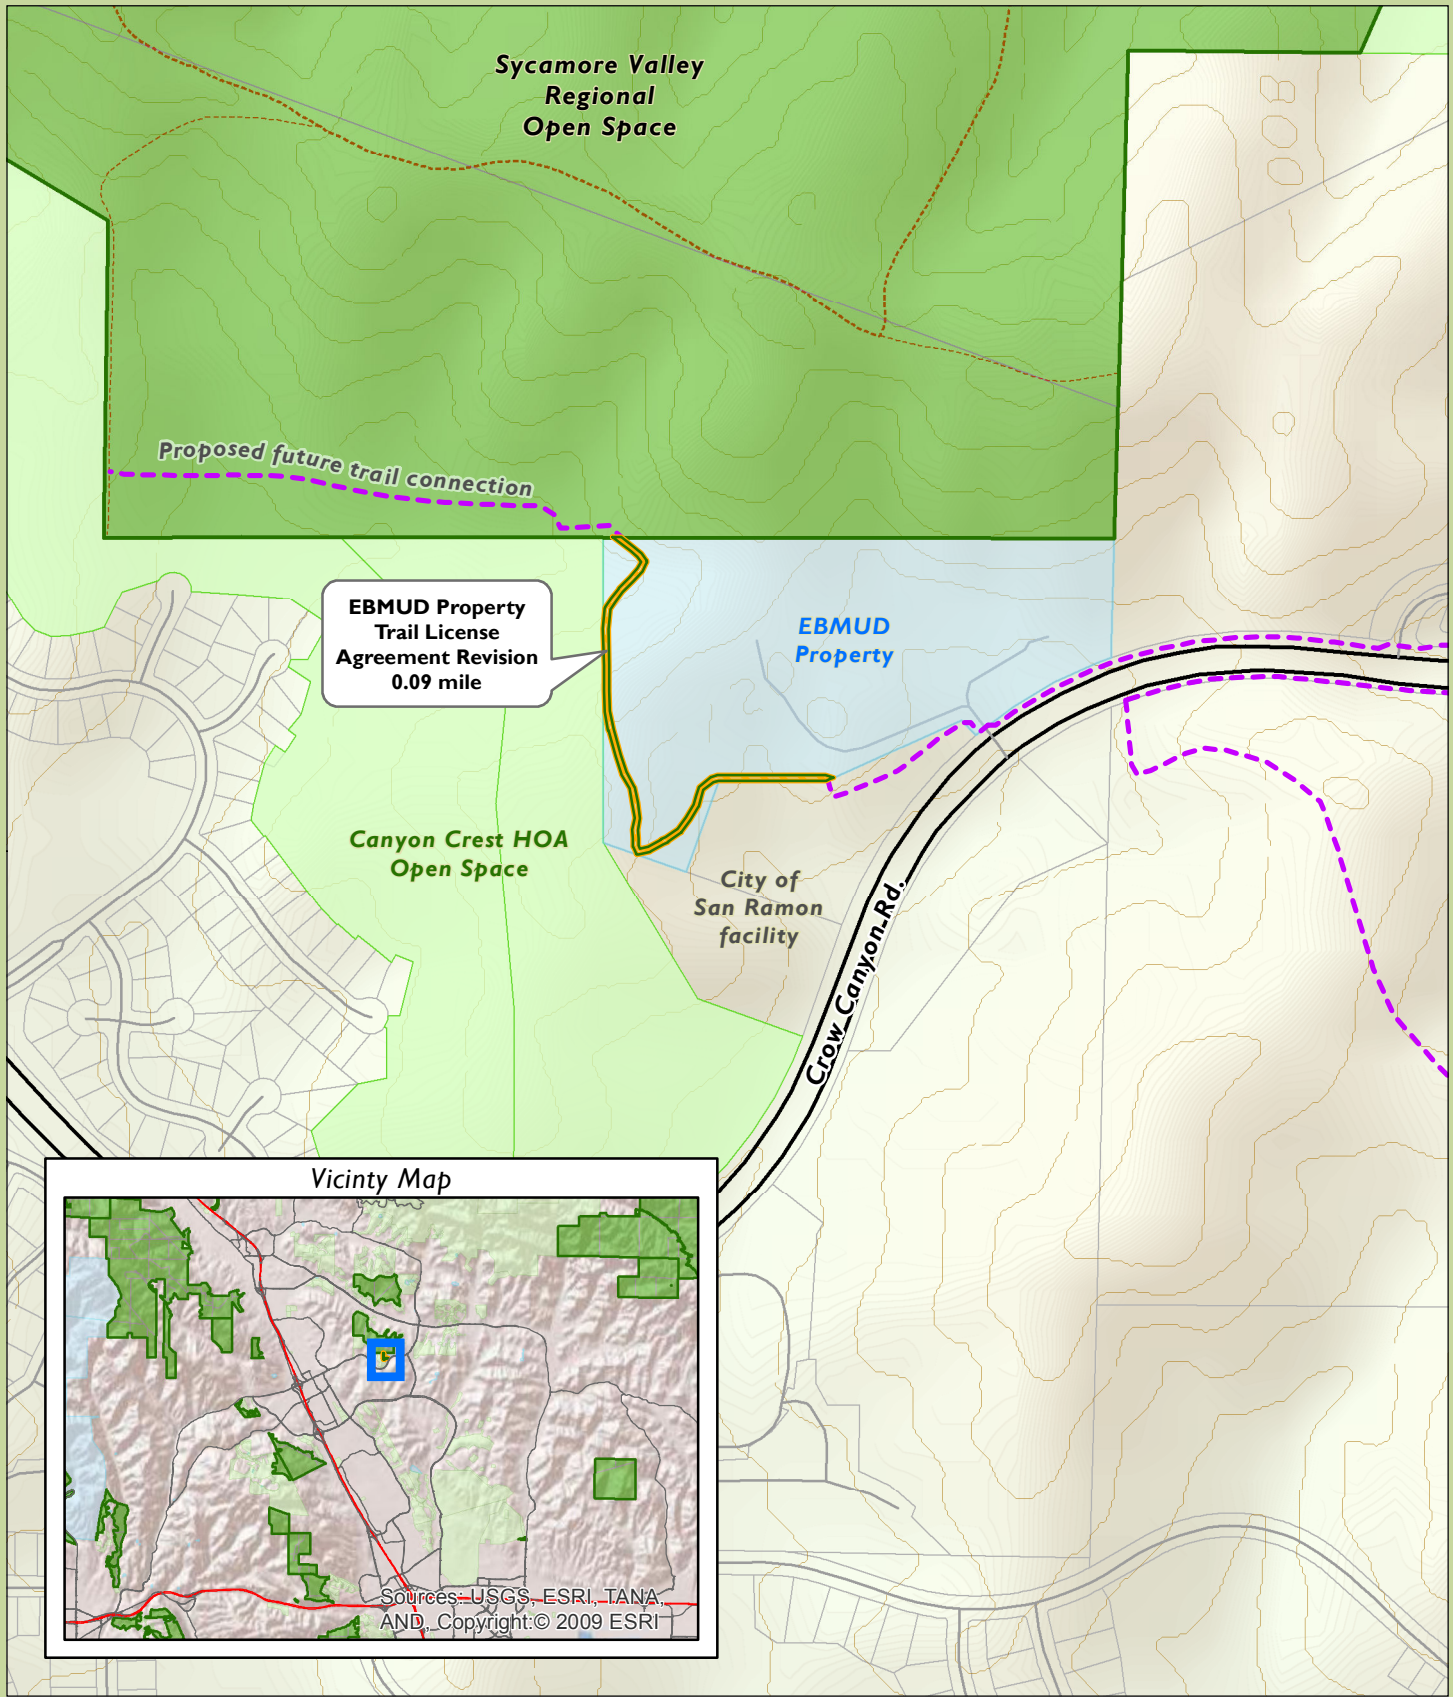 Sycamore Valley
Regional
Open Space
Proposed future trail connection
EBMUD Property
Trail License
Agreement Revision
0.09 mile
EBMUD
Property
Canyon Crest HOA
Open Space
City of
San Ramon
facility
Crow Canyon Rd.
Vicinty Map
Sources: USGS, ESRI, TANA,
AND, Copyright:© 2009 ESRI